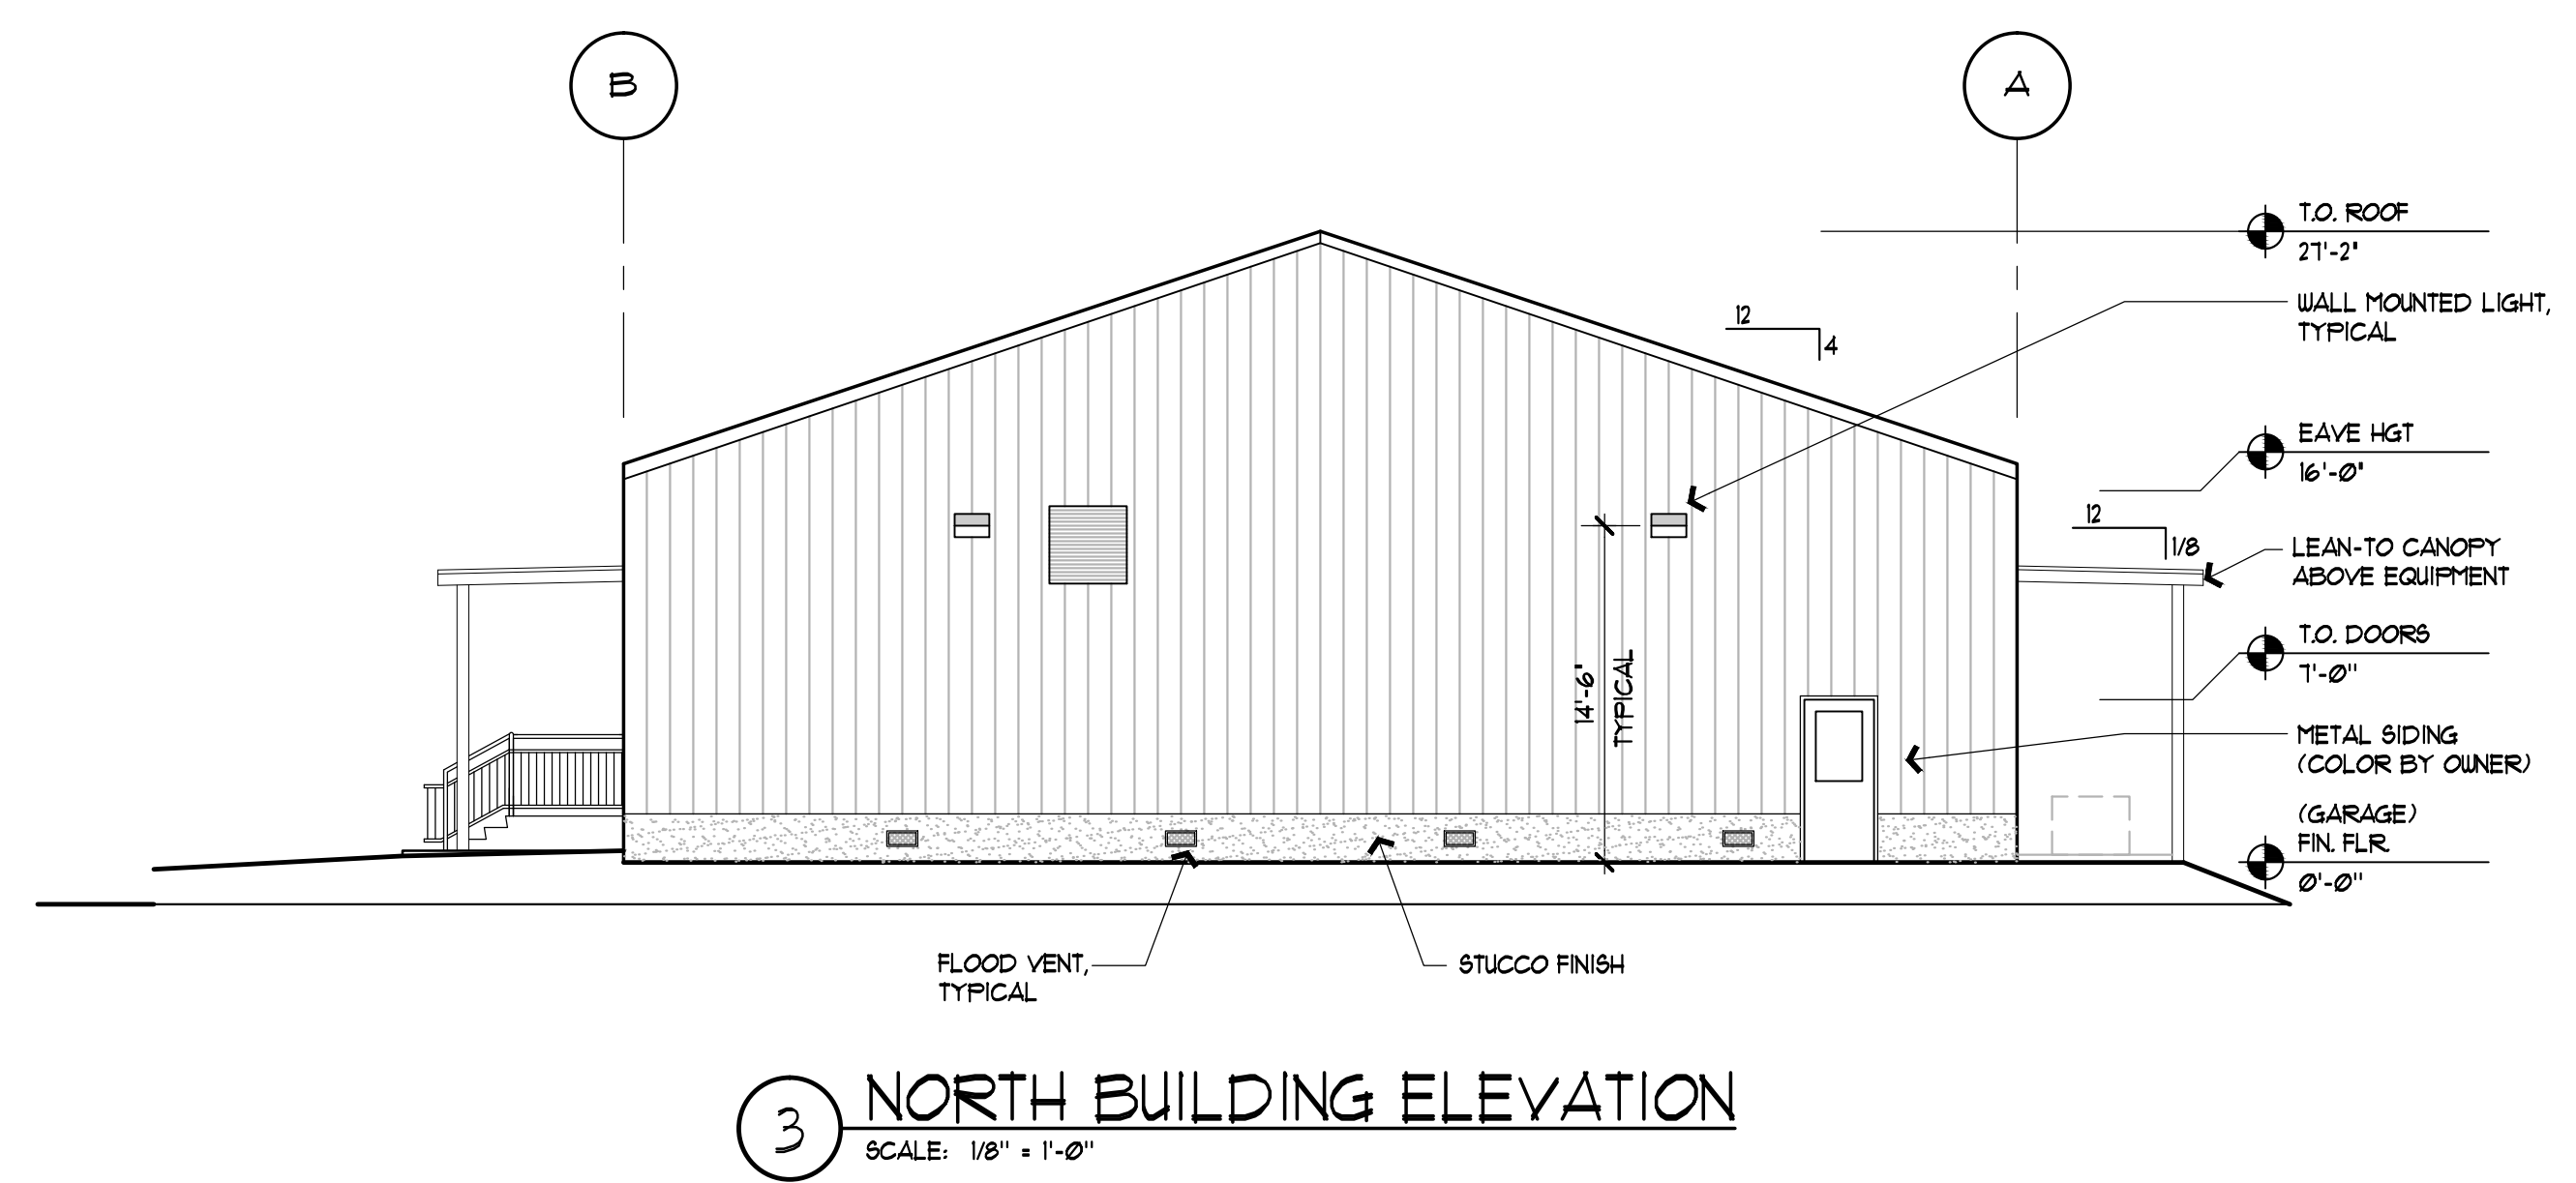 B
A
T.O. ROOF
27'-2"
WALL MOUNTED LIGHT,
TYPICAL
12
4
EAVE HGT
16'-0"
12
1/8
LEAN-TO CANOPY
ABOVE EQUIPMENT
T.O. DOORS
7'-0"
14'-6"
TYPICAL
METAL SIDING
(COLOR BY OWNER)
(GARAGE)
FIN. FLR.
0'-0"
FLOOD VENT,
TYPICAL
STUCCO FINISH
3
NORTH BUILDING ELEVATION
SCALE: 1/8" = 1'-0"